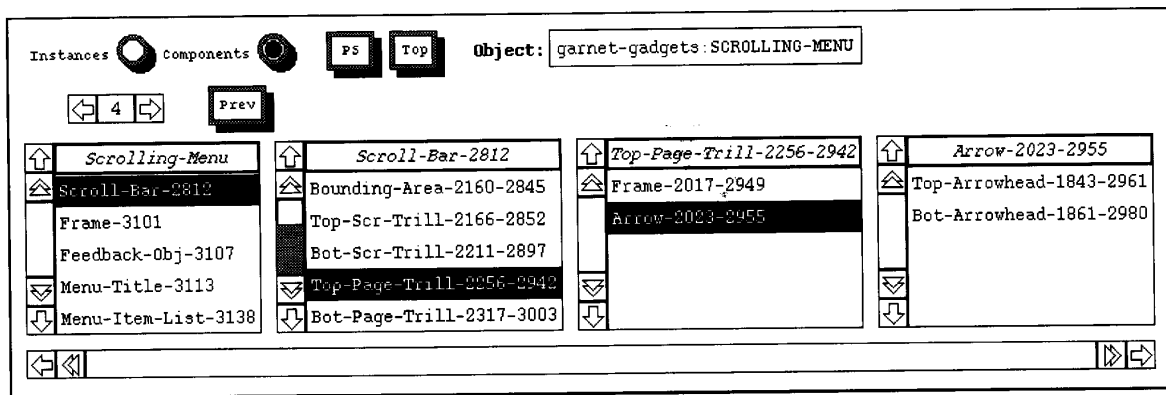 Instances Components PS Top Object: garnet-gadgets:SCROLLING-MENU
4 Prev
Scrolling-Menu
Scroll-Bar-2812
Frame-3101
Feedback-Obj-3107
Menu-Title-3113
Menu-Item-List-3138
Scroll-Bar-2812
Bounding-Area-2160-2845
Top-Scr-Trill-2166-2852
Bot-Scr-Trill-2211-2897
Top-Page-Trill-2256-2942
Bot-Page-Trill-2317-3003
Top-Page-Trill-2256-2942
Frame-2017-2949
Arrow-2023-2955
Arrow-2023-2955
Top-Arrowhead-1843-2961
Bot-Arrowhead-1861-2980